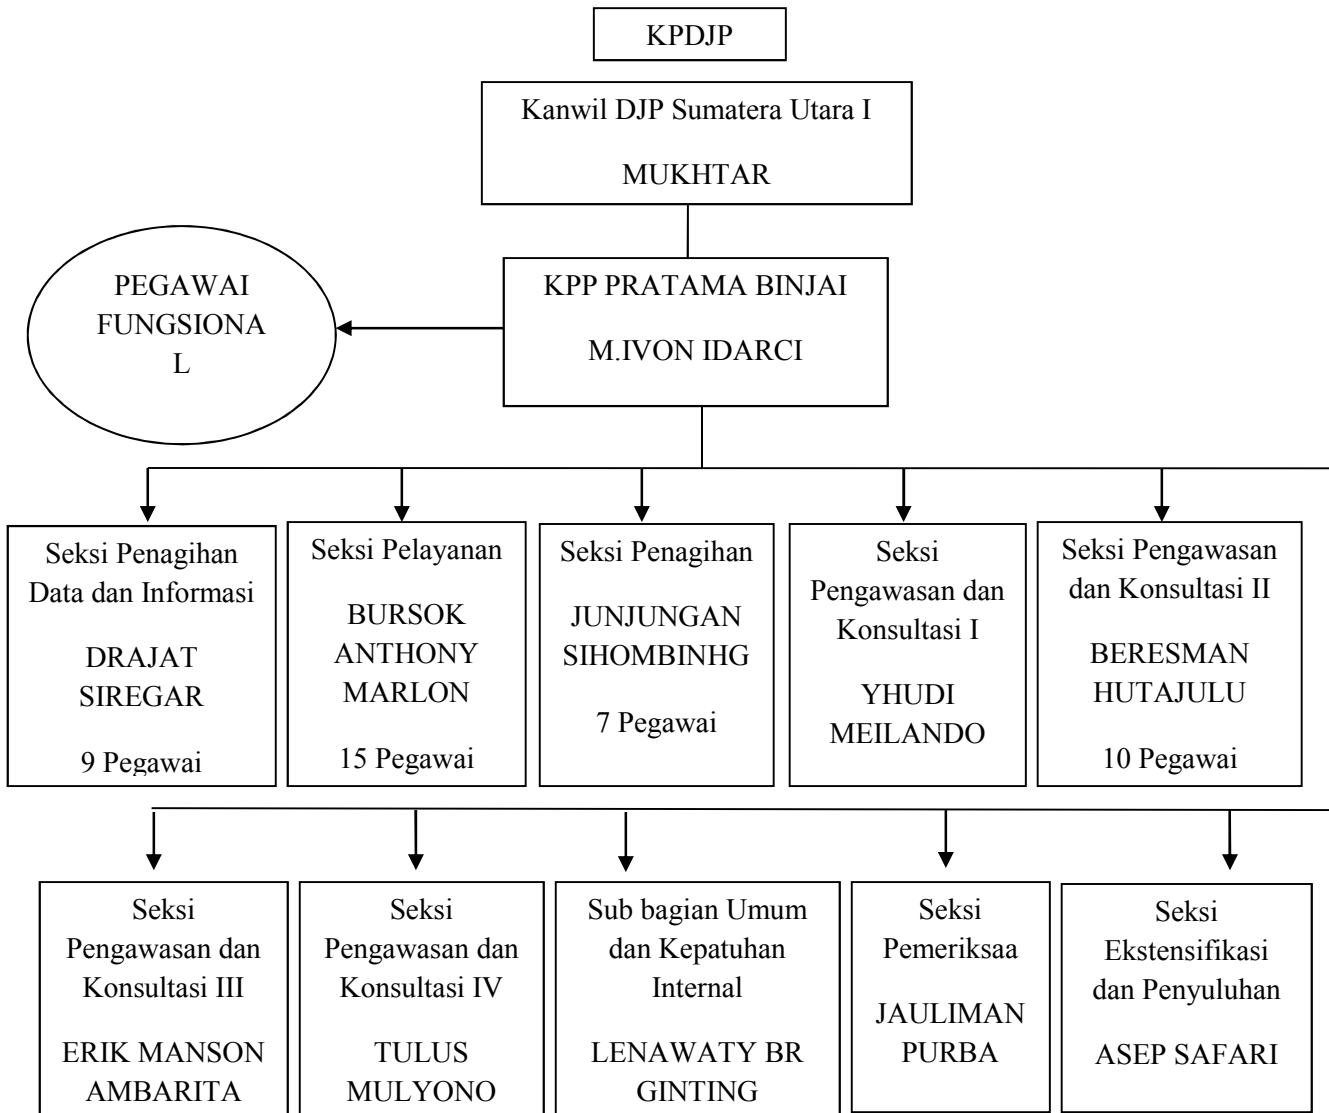 KPDJP
Kanwil DJP Sumatera Utara I
MUKHTAR
PEGAWAI
FUNGSIONA
L
KPP PRATAMA BINJAI
M.IVON IDARCI
Seksi Penagihan
Data dan Informasi
DRAJAT
SIREGAR
9 Pegawai
Seksi Pelayanan
BURSOK
ANTHONY
MARLON
15 Pegawai
Seksi Penagihan
JUNJUNGAN
SIHOMBINHG
7 Pegawai
Seksi
Pengawasan dan
Konsultasi I
YHUDI
MEILANDO
Seksi Pengawasan
dan Konsultasi II
BERESMAN
HUTAJULU
10 Pegawai
Seksi
Pengawasan dan
Konsultasi III
ERIK MANSON
AMBARITA
Seksi
Pengawasan dan
Konsultasi IV
TULUS
MULYONO
Sub bagian Umum
dan Kepatuhan
Internal
LENAWATY BR
GINTING
Seksi
Pemeriksaa
JAULIMAN
PURBA
Seksi
Ekstensifikasi
dan Penyuluhan
ASEP SAFARI